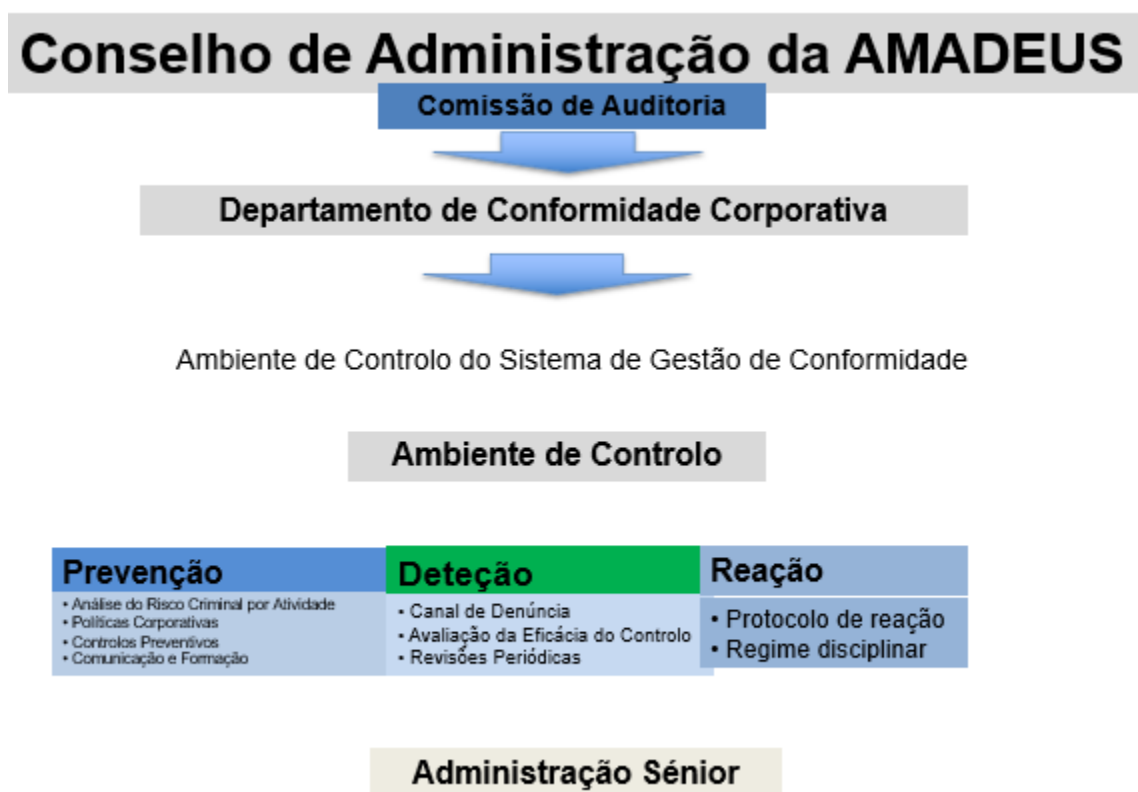 Conselho de Administração da AMADEUS
Comissão de Auditoria
Departamento de Conformidade Corporativa
Ambiente de Controlo do Sistema de Gestão de Conformidade
Ambiente de Controlo
Prevenção
• Análise do Risco Criminal por Atividade
• Políticas Corporativas
• Controlos Preventivos
• Comunicação e Formação
Deteção
• Canal de Denúncia
• Avaliação da Eficácia do Controlo
• Revisões Periódicas
Reação
• Protocolo de reação
• Regime disciplinar
Administração Sénior